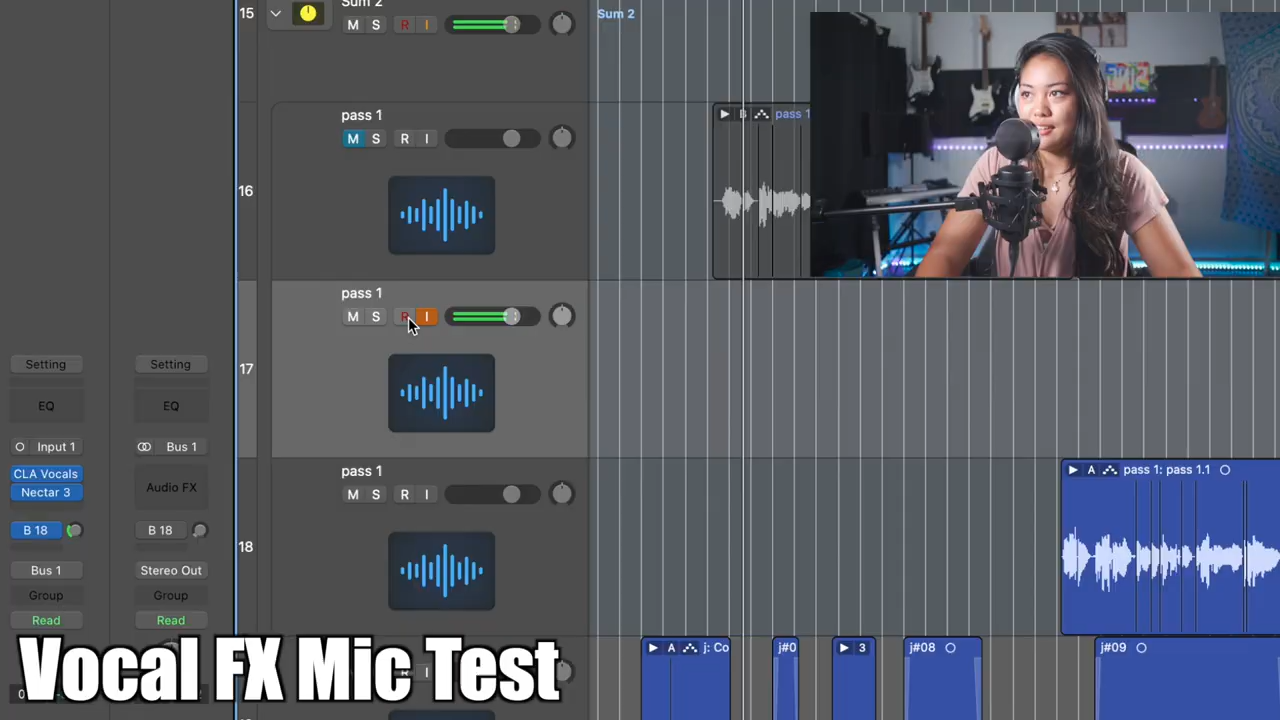 15
Sum 2
M S R I
Sum 2
pass 1
M S R I
16
B pass 1
pass 1
M S R I
17
Setting
Setting
EQ
EQ
Input 1
Bus 1
CLA Vocals
Nectar 3
Audio FX
B 18
B 18
Bus 1
Stereo Out
Group
Group
Read
Read
pass 1
M S R I
18
A pass 1: pass 1.1
A j: Co
j#0
3
j#08
j#09
Vocal FX Mic Test